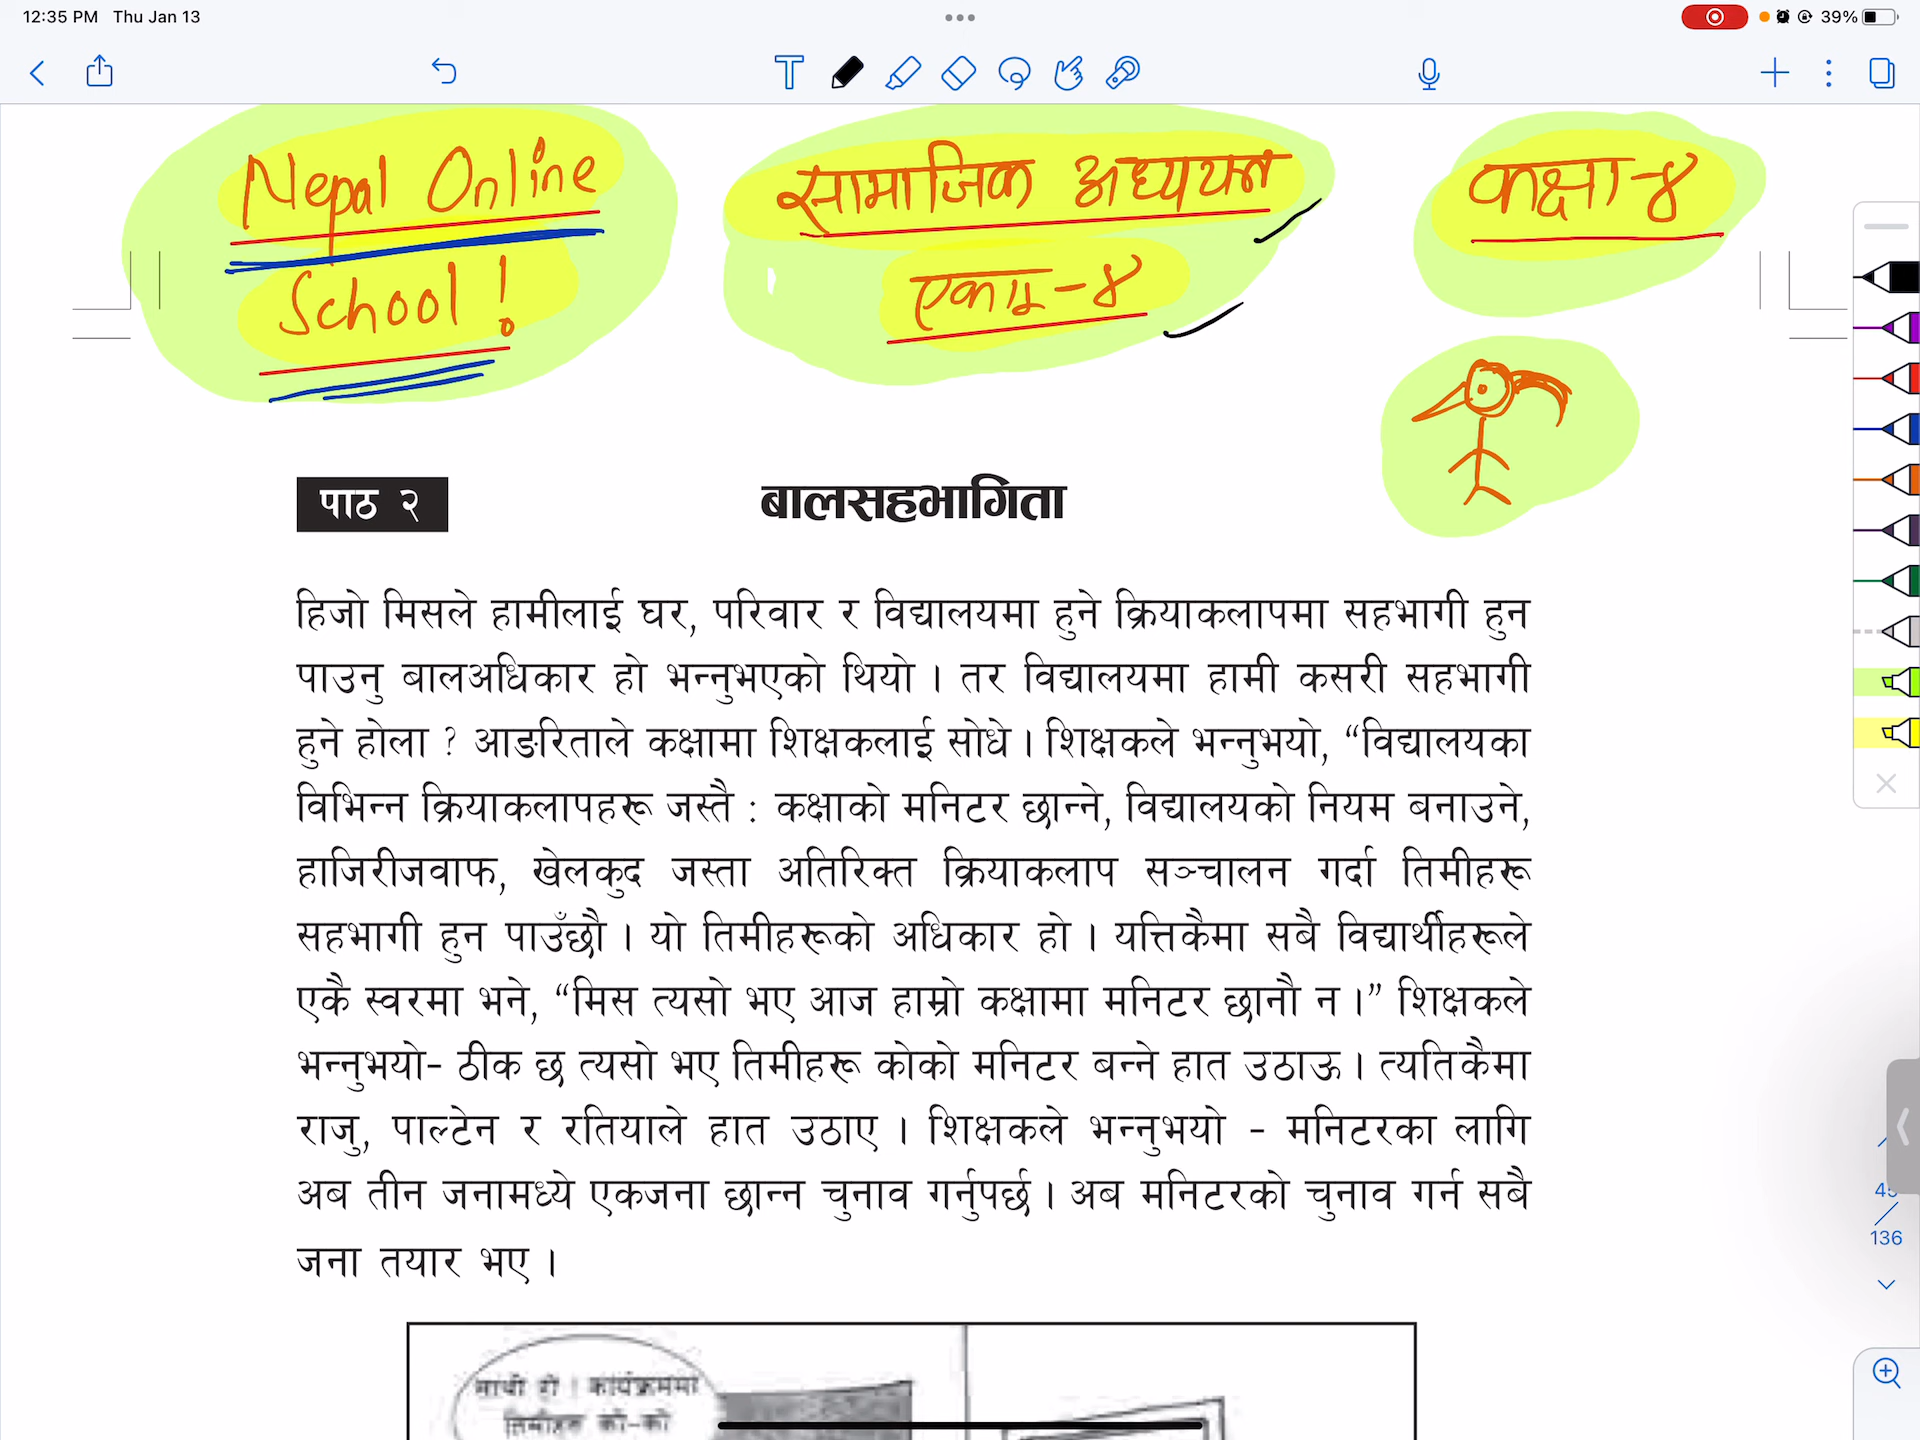 12:35 PM Thu Jan 13
39%
Nepal Online
School!
सामाजिक अध्ययन
एकाइ-४
कक्षा-४
पाठ २
बालसहभागिता
हिजो मिसले हामीलाई घर, परिवार र विद्यालयमा हुने क्रियाकलापमा सहभागी हुन
पाउनु बालअधिकार हो भन्नुभएको थियो । तर विद्यालयमा हामी कसरी सहभागी
हुने होला ? आङरिताले कक्षामा शिक्षकलाई सोधे । शिक्षकले भन्नुभयो, “विद्यालयका
विभिन्न क्रियाकलापहरू जस्तै : कक्षाको मनिटर छान्ने, विद्यालयको नियम बनाउने,
हाजिरीजवाफ, खेलकुद जस्ता अतिरिक्त क्रियाकलाप सञ्चालन गर्दा तिमीहरू
सहभागी हुन पाउँछौ । यो तिमीहरूको अधिकार हो । यत्तिकैमा सबै विद्यार्थीहरूले
एकै स्वरमा भने, “मिस त्यसो भए आज हाम्रो कक्षामा मनिटर छानौ न ।” शिक्षकले
भन्नुभयो- ठीक छ त्यसो भए तिमीहरू कोको मनिटर बन्ने हात उठाऊ । त्यतिकैमा
राजु, पाल्टेन र रतियाले हात उठाए । शिक्षकले भन्नुभयो - मनिटरका लागि
अब तीन जनामध्ये एकजना छान्न चुनाव गर्नुपर्छ । अब मनिटरको चुनाव गर्न सबै
जना तयार भए ।
कार्यक्रममा
तिमीहरू को-को
136